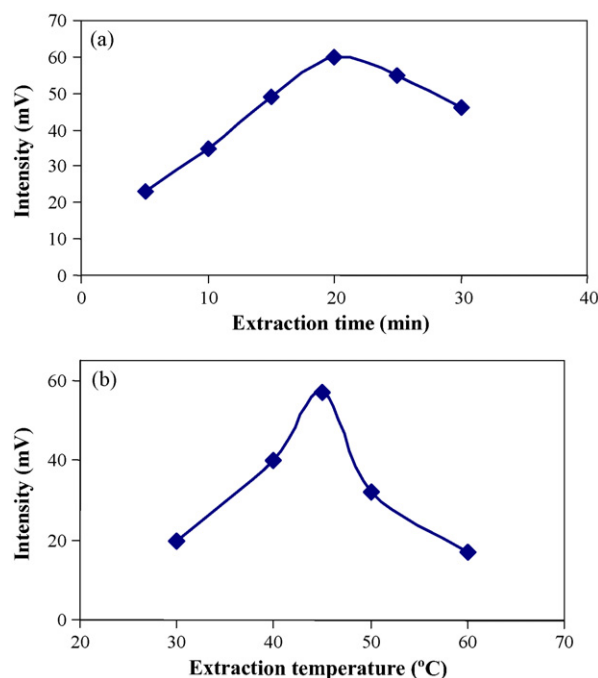 (a)
Intensity (mV)
70
60
50
40
30
20
10
0
0 10 20 30 40
Extraction time (min)
(b)
Intensity (mV)
60
40
20
0
20 30 40 50 60 70
Extraction temperature (ºC)